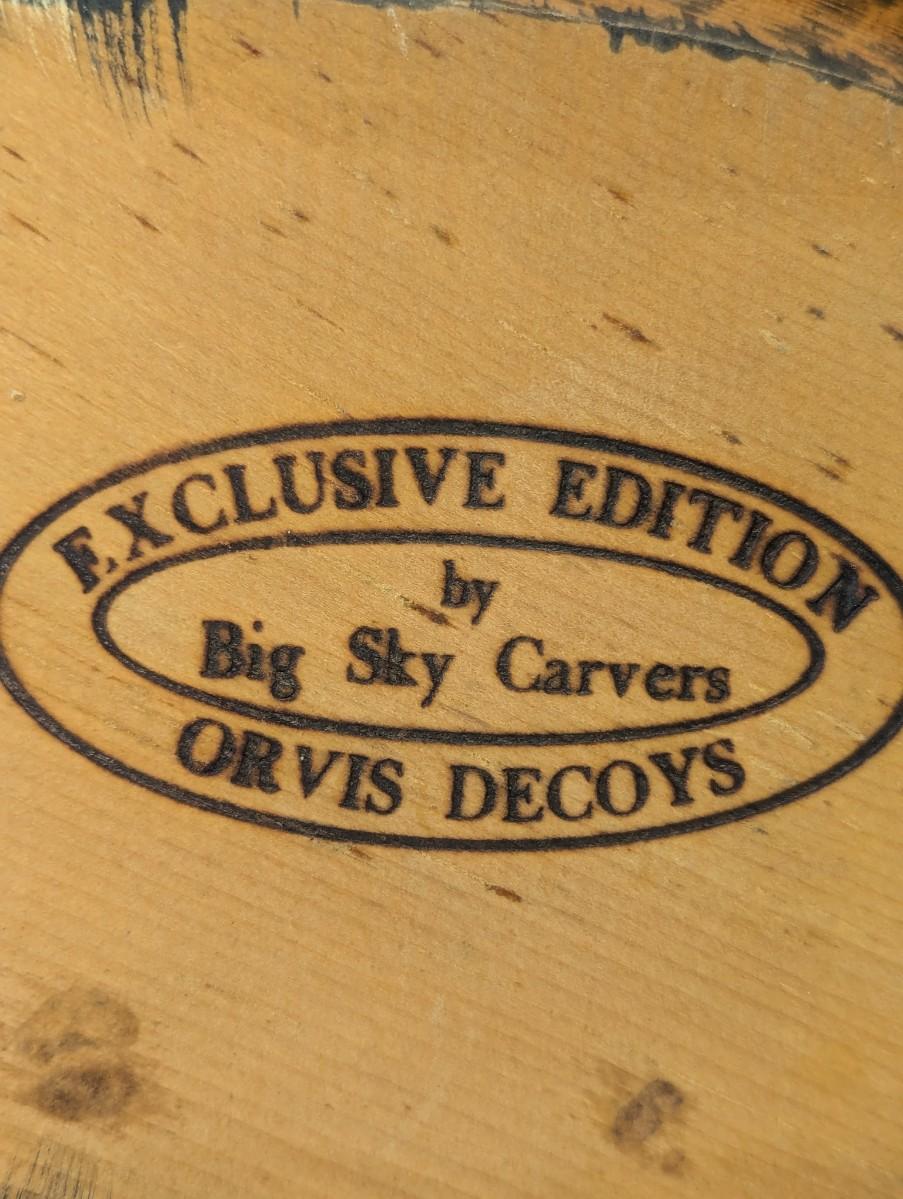 EXCLUSIVE EDITION
by
Big Sky Carvers
ORVIS DECOYS